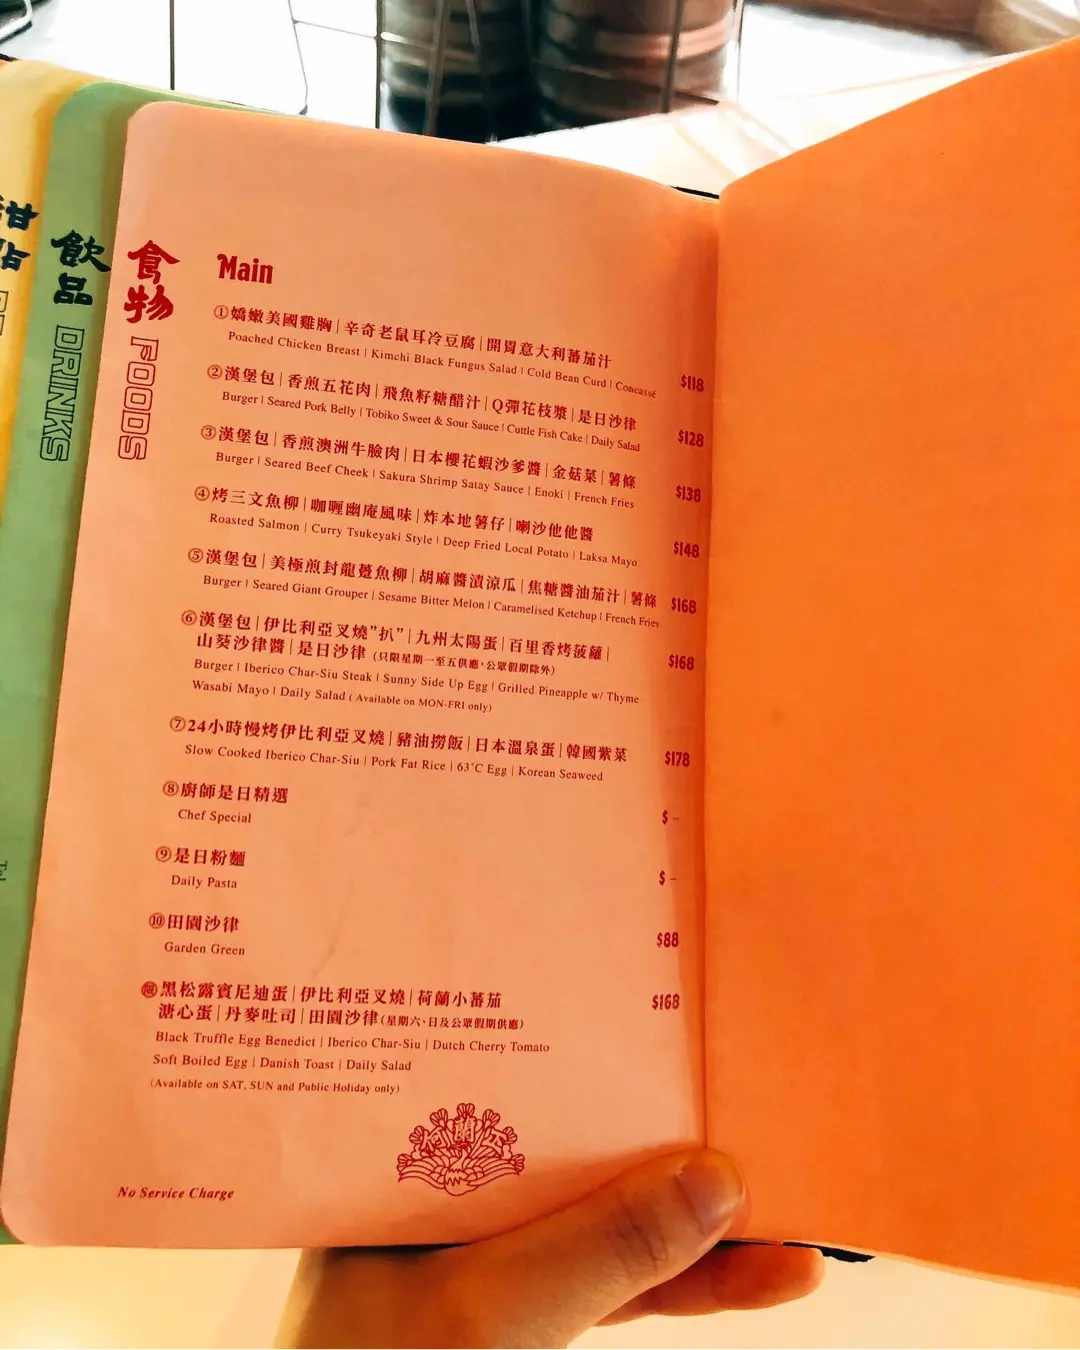 甜
點
飲
品
DRINKS
食
物
FOODS
Main
①嬌嫩美國雞胸|辛奇老鼠耳冷豆腐|開胃意大利蕃茄汁
Poached Chicken Breast | Kimchi Black Fungus Salad | Cold Bean Curd | Concassé
$118
②漢堡包|香煎五花肉|飛魚籽糖醋汁|Q彈花枝漿|是日沙律
Burger | Seared Pork Belly | Tobiko Sweet & Sour Sauce | Cuttle Fish Cake | Daily Salad
$128
③漢堡包|香煎澳洲牛臉肉|日本櫻花蝦沙爹醬|金菇菜|薯條
Burger | Seared Beef Cheek | Sakura Shrimp Satay Sauce | Enoki | French Fries
$138
④烤三文魚柳|咖喱幽庵風味|炸本地薯仔|喇沙他他醬
Roasted Salmon | Curry Tsukeyaki Style | Deep Fried Local Potato | Laksa Mayo
$148
⑤漢堡包|美極煎封龍躉魚柳|胡麻醬漬涼瓜|焦糖醬油茄汁|薯條
Burger | Seared Giant Grouper | Sesame Bitter Melon | Caramelised Ketchup | French Fries
$168
⑥漢堡包|伊比利亞叉燒"扒"|九州太陽蛋|百里香烤菠蘿|
山葵沙律醬|是日沙律 (只限星期一至五供應,公眾假期除外)
Burger | Iberico Char-Siu Steak | Sunny Side Up Egg | Grilled Pineapple w/ Thyme
Wasabi Mayo | Daily Salad ( Available on MON-FRI only)
$168
⑦24小時慢烤伊比利亞叉燒|豬油撈飯|日本溫泉蛋|韓國紫菜
Slow Cooked Iberico Char-Siu | Pork Fat Rice | 63°C Egg | Korean Seaweed
$178
⑧廚師是日精選
Chef Special
$ –
⑨是日粉麵
Daily Pasta
$ –
⑩田園沙律
Garden Green
$88
限黑松露賓尼迪蛋|伊比利亞叉燒|荷蘭小蕃茄
溏心蛋|丹麥吐司|田園沙律(星期六、日及公眾假期供應)
Black Truffle Egg Benedict | Iberico Char-Siu | Dutch Cherry Tomato
Soft Boiled Egg | Danish Toast | Daily Salad
(Available on SAT, SUN and Public Holiday only)
$168
No Service Charge